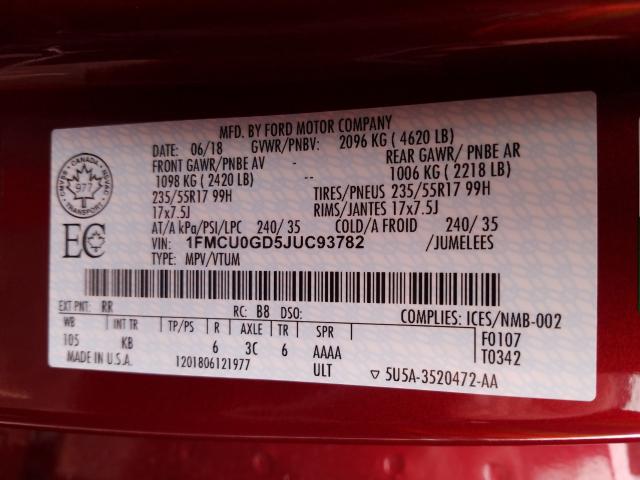 MFD. BY FORD MOTOR COMPANY
DATE: 06/18 GVWR/PNBV: 2096 KG ( 4620 LB)
FRONT GAWR/PNBE AV - REAR GAWR/ PNBE AR
1098 KG ( 2420 LB) - 1006 KG ( 2218 LB)
235/55R17 99H TIRES/PNEUS 235/55R17 99H
17x7.5J RIMS/JANTES 17x7.5J
AT/A kPa/PSI/LPC 240/ 35 COLD/A FROID 240/ 35
VIN: 1FMCU0GD5JUC93782 /JUMELEES
TYPE: MPV/VTUM
CANADA
CMVSS NSVAC
977
TRANSPORT
EC
EXT PNT: RR RC: B8 DSO: COMPLIES: ICES/NMB-002
WB INT TR TP/PS R AXLE TR SPR F0107
105 KB 6 3C 6 AAAA T0342
MADE IN U.S.A. 1201806121977 ULT ▽ 5U5A-3520472-AA